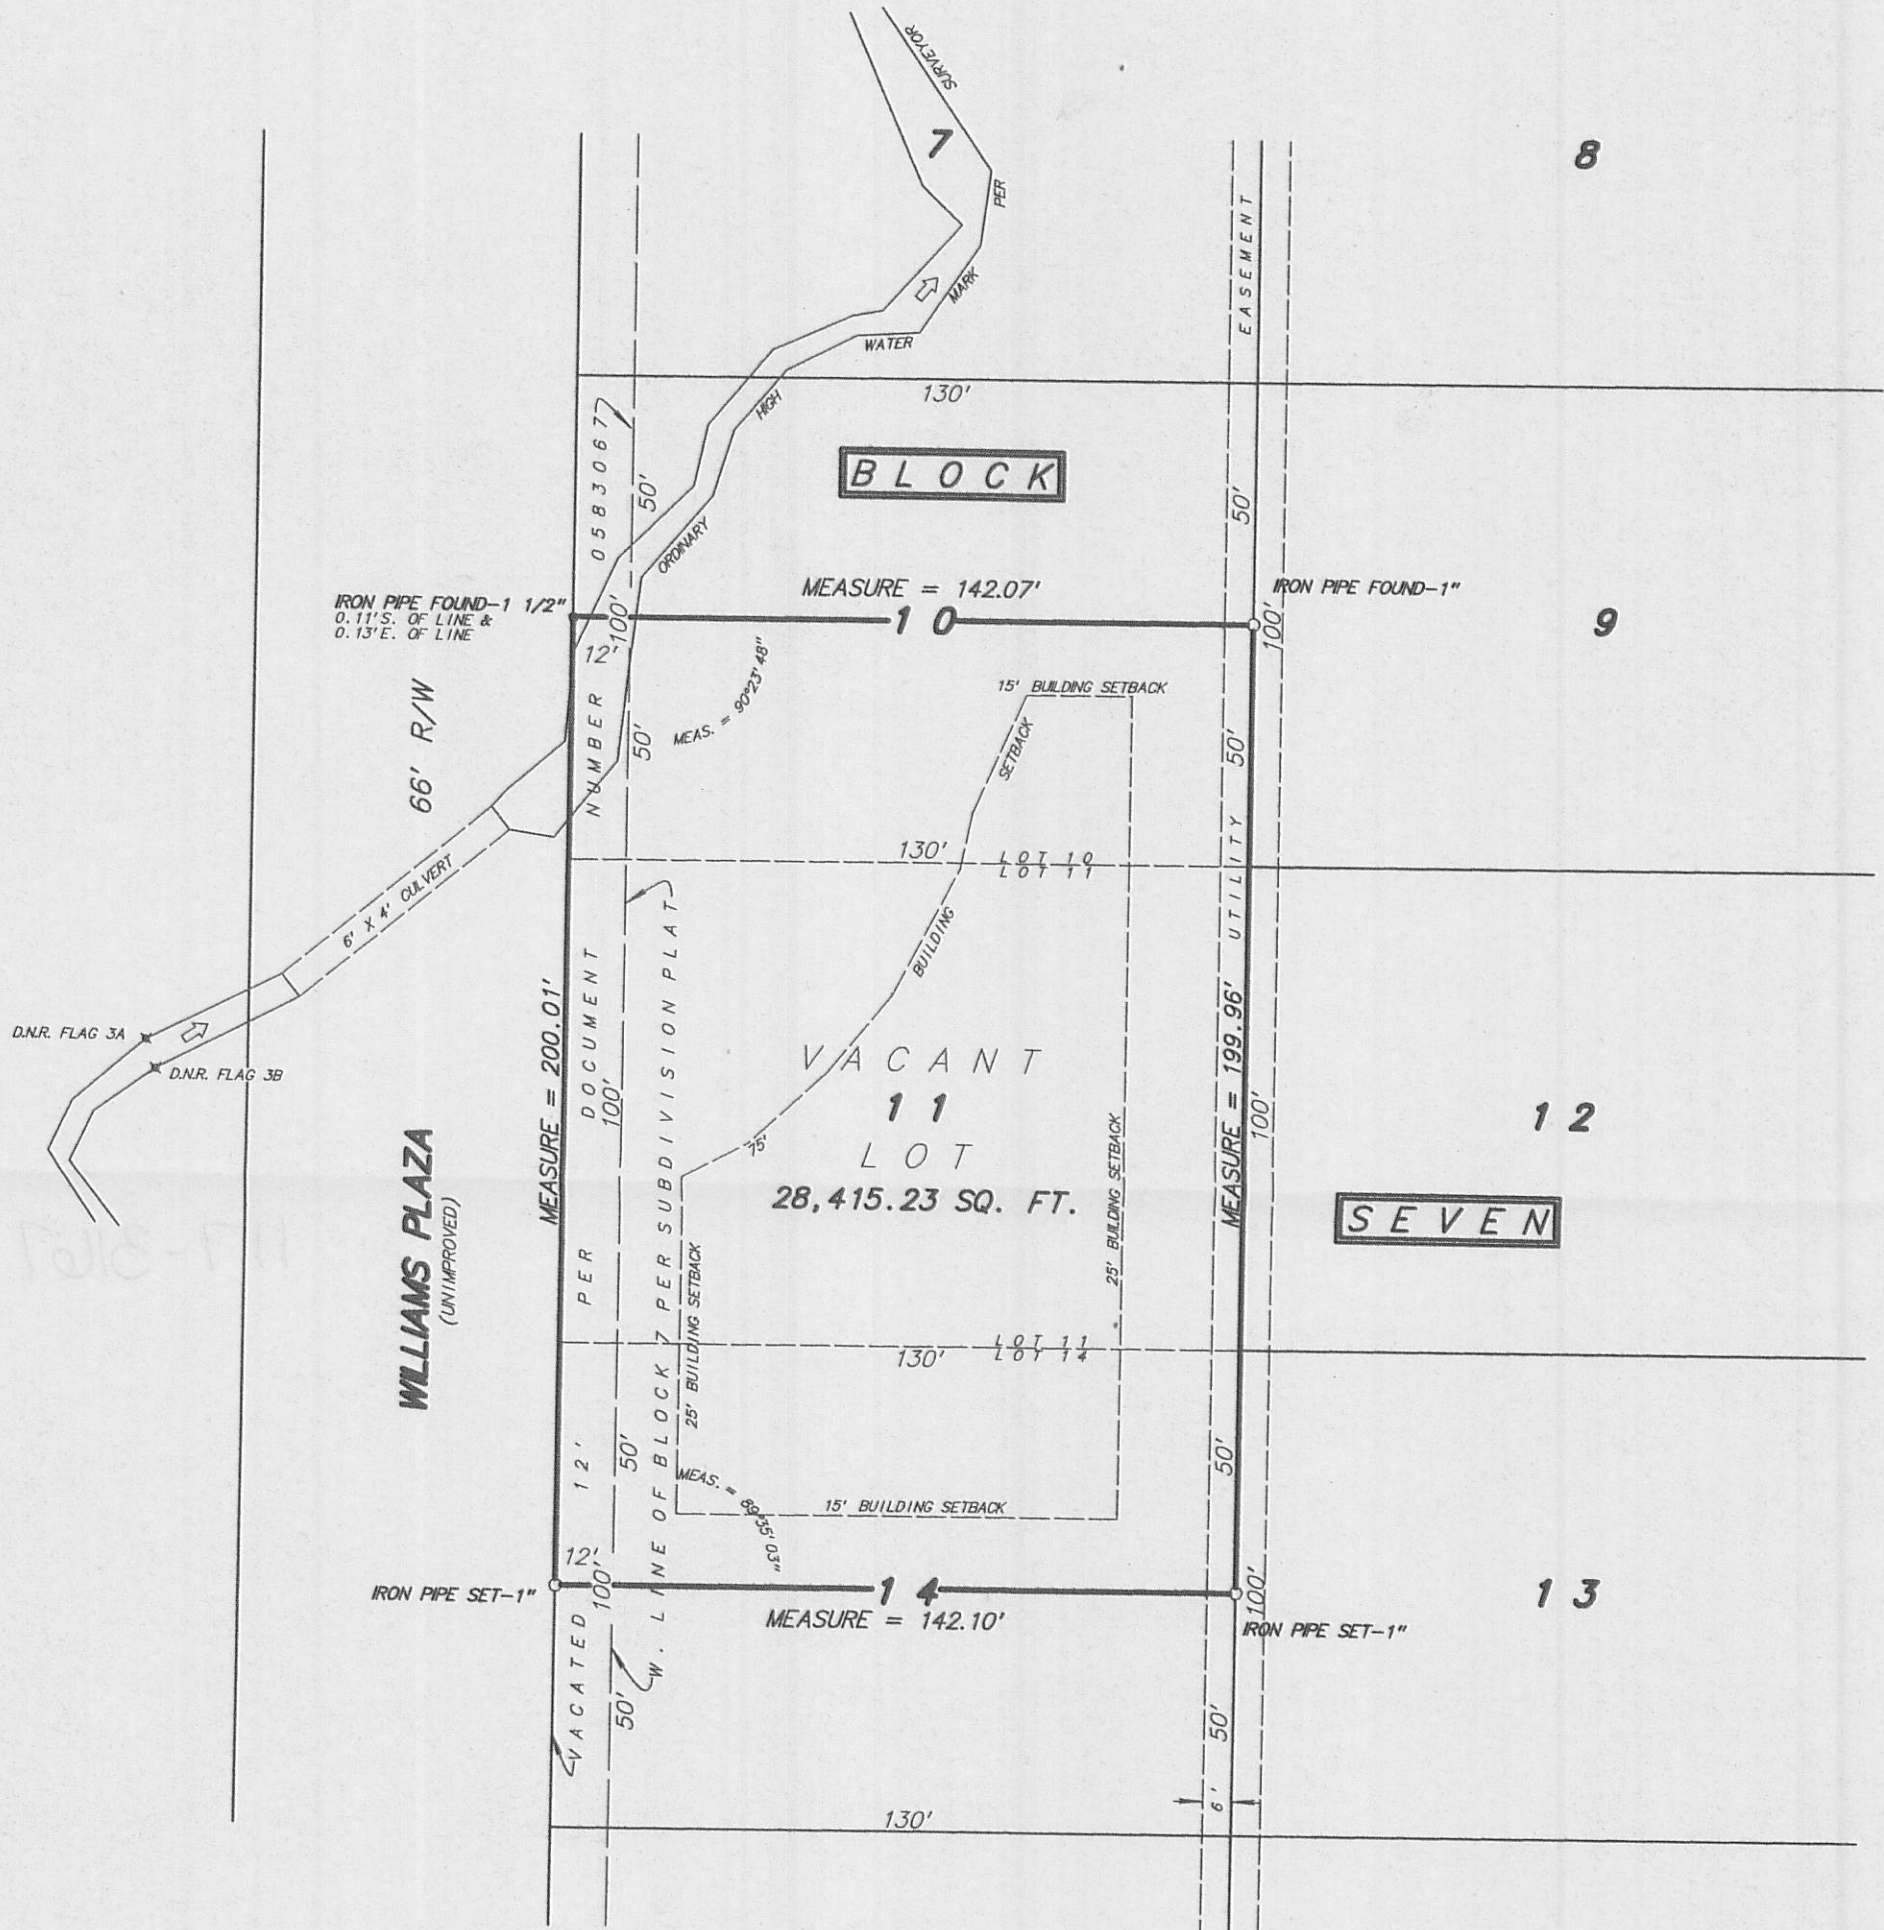 SURVEYOR
7
PER
8
MARK
EASEMENT
WATER
HIGH
ORDINARY
130'
05830677
50'
BLOCK
50'
MEASURE = 142.07'
IRON PIPE FOUND-1 1/2"
0.11'S. OF LINE &
0.13'E. OF LINE
IRON PIPE FOUND-1"
10
9
100'
100'
12'
66' R/W
NUMBER
50'
MEAS. = 90°23'48"
15' BUILDING SETBACK
SETBACK
50'
130'
LOT 10
LOT 11
UTILITY
6' X 4' CULVERT
BUILDING
DOCUMENT
100'
MEASURE = 200.01'
W. LINE OF BLOCK 7 PER SUBDIVISION PLAT
D.N.R. FLAG 3A
D.N.R. FLAG 3B
VACANT
11
LOT
28,415.23 SQ. FT.
75'
MEASURE = 199.96'
100'
12
25' BUILDING SETBACK
25' BUILDING SETBACK
WILLIAMS PLAZA
(UNIMPROVED)
SEVEN
PER
LOT 11
LOT 14
130'
12'
50'
50'
MEAS. = 89°35'03"
15' BUILDING SETBACK
12'
100'
100'
IRON PIPE SET-1"
14
13
MEASURE = 142.10'
IRON PIPE SET-1"
VACATED
50'
50'
6'
130'